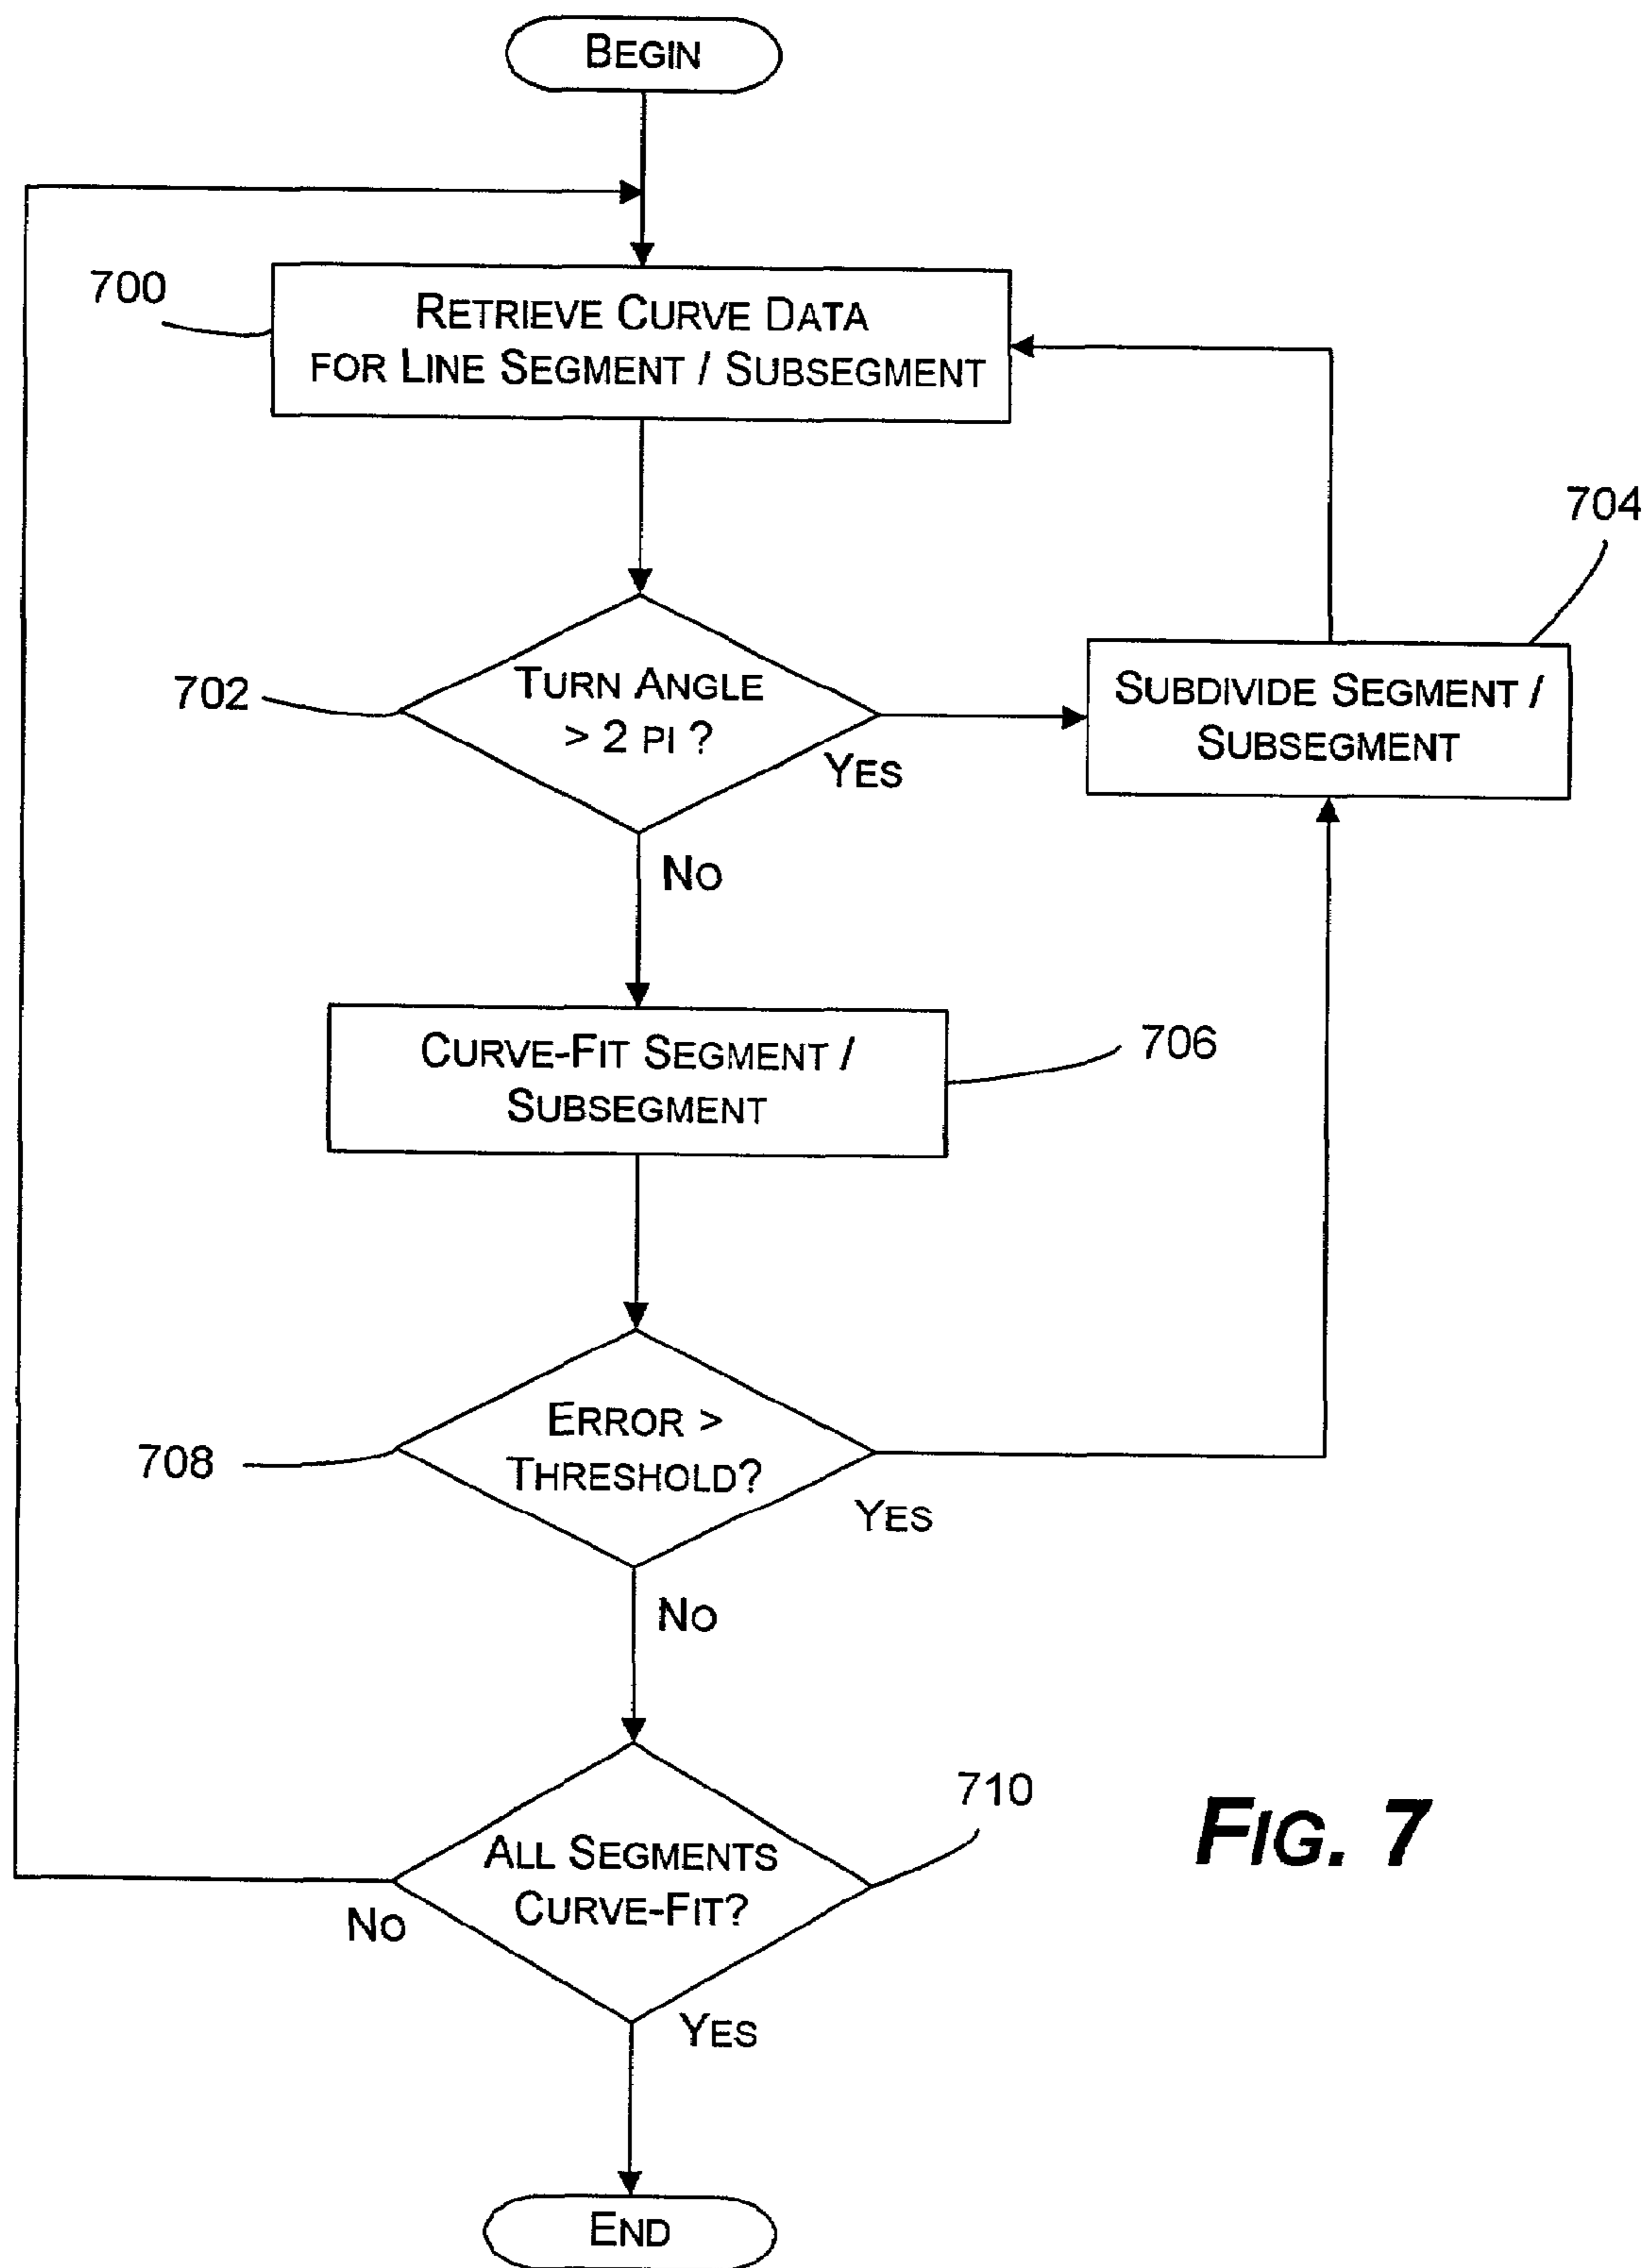 BEGIN
700
RETRIEVE CURVE DATA
FOR LINE SEGMENT / SUBSEGMENT
704
702
TURN ANGLE
> 2 PI ?
YES
SUBDIVIDE SEGMENT /
SUBSEGMENT
NO
CURVE-FIT SEGMENT /
SUBSEGMENT
706
708
ERROR >
THRESHOLD?
YES
NO
710
ALL SEGMENTS
CURVE-FIT?
NO
YES
FIG. 7
END